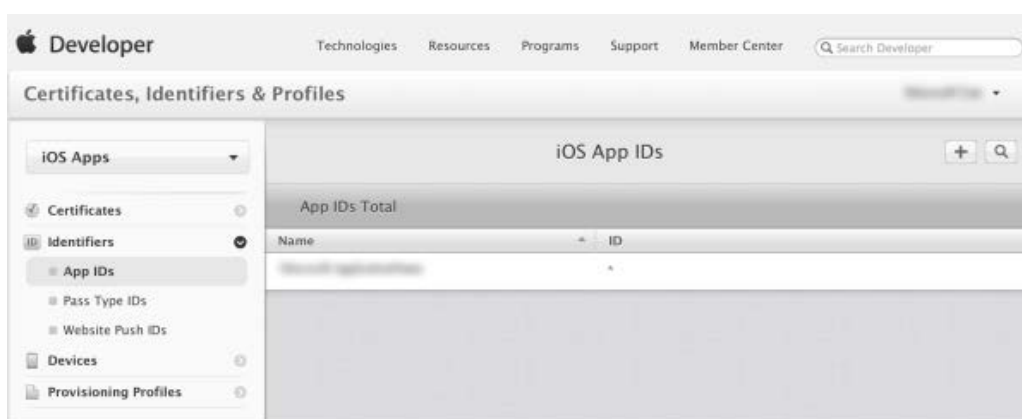 Developer
Technologies Resources Programs Support Member Center Search Developer
Certificates, Identifiers & Profiles
iOS Apps
Certificates
ID Identifiers
App IDs
Pass Type IDs
Website Push IDs
Devices
Provisioning Profiles
iOS App IDs
App IDs Total
Name ID
*